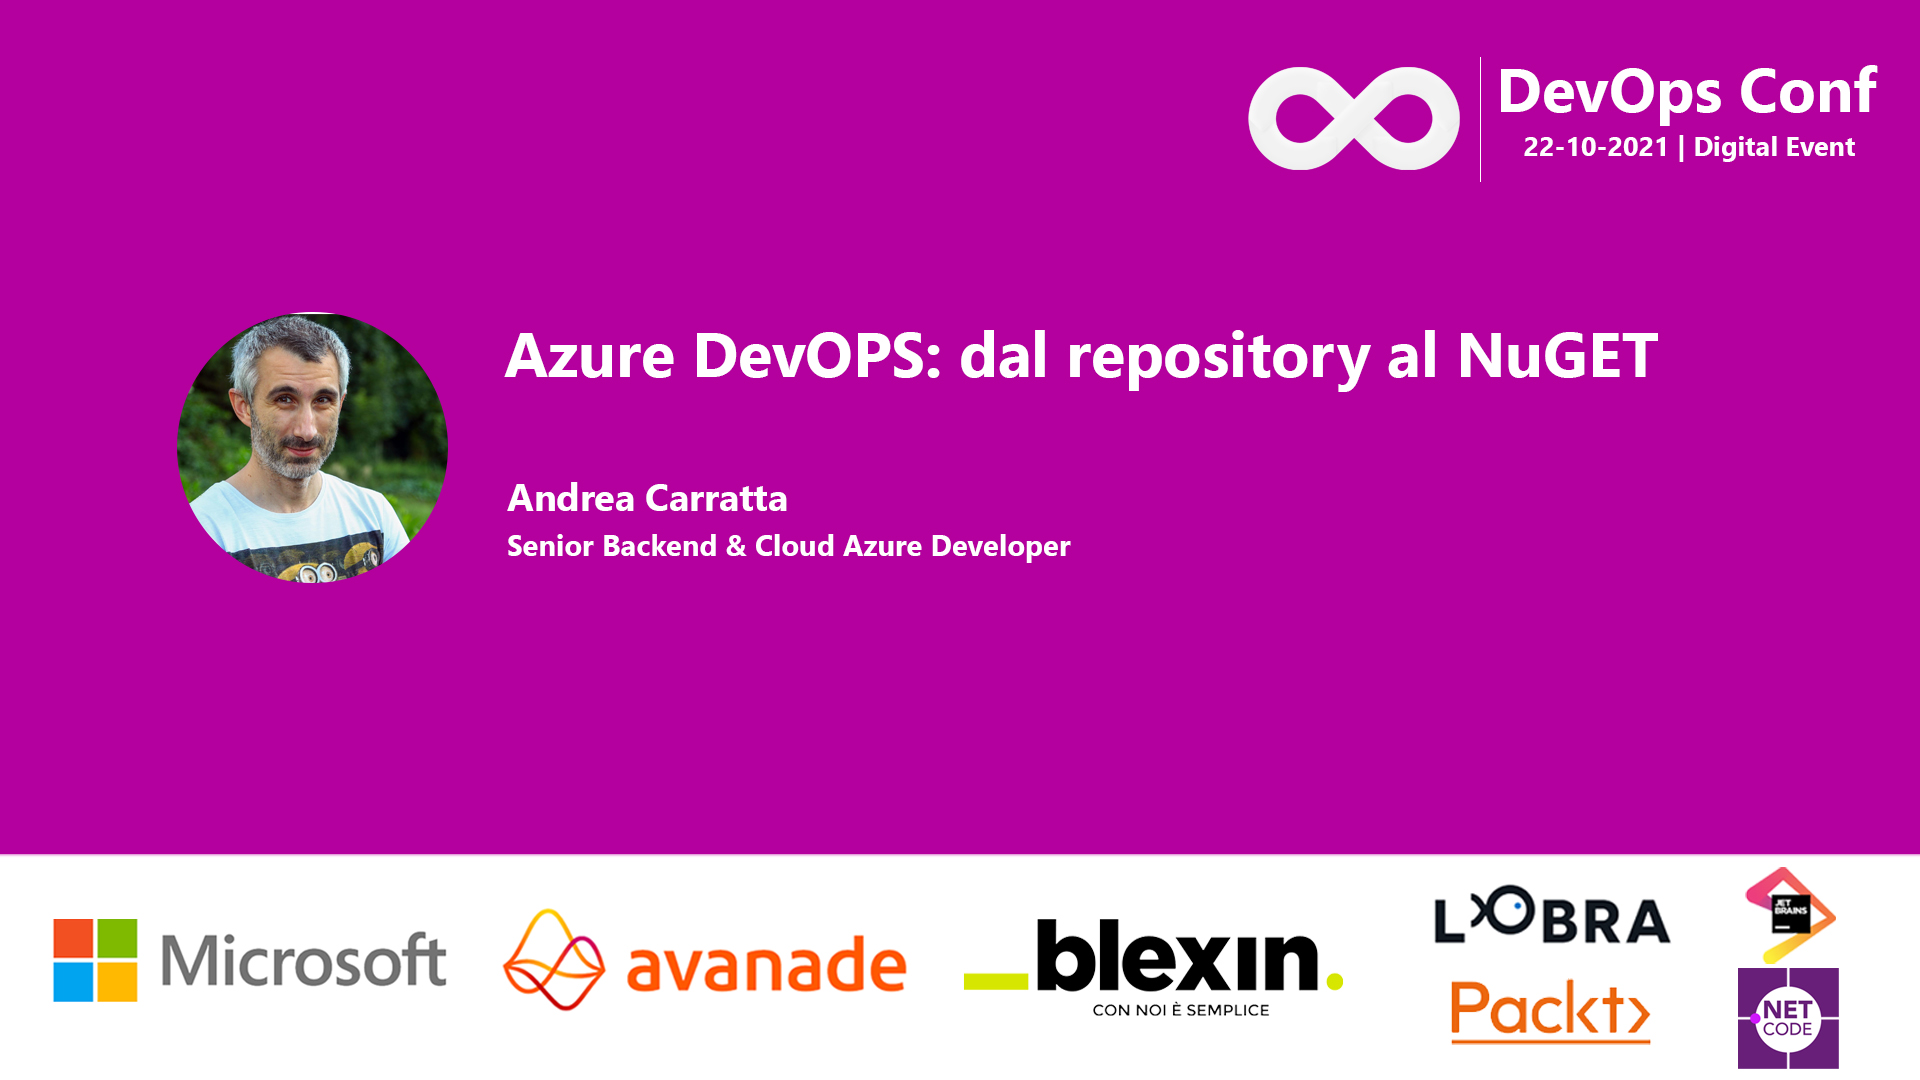 DevOps Conf
22-10-2021 | Digital Event
Azure DevOPS: dal repository al NuGET
Andrea Carratta
Senior Backend & Cloud Azure Developer
Microsoft
avanade
blexin.
CON NOI È SEMPLICE
LOBRA
Packt
JET
BRAINS
.NET
CODE